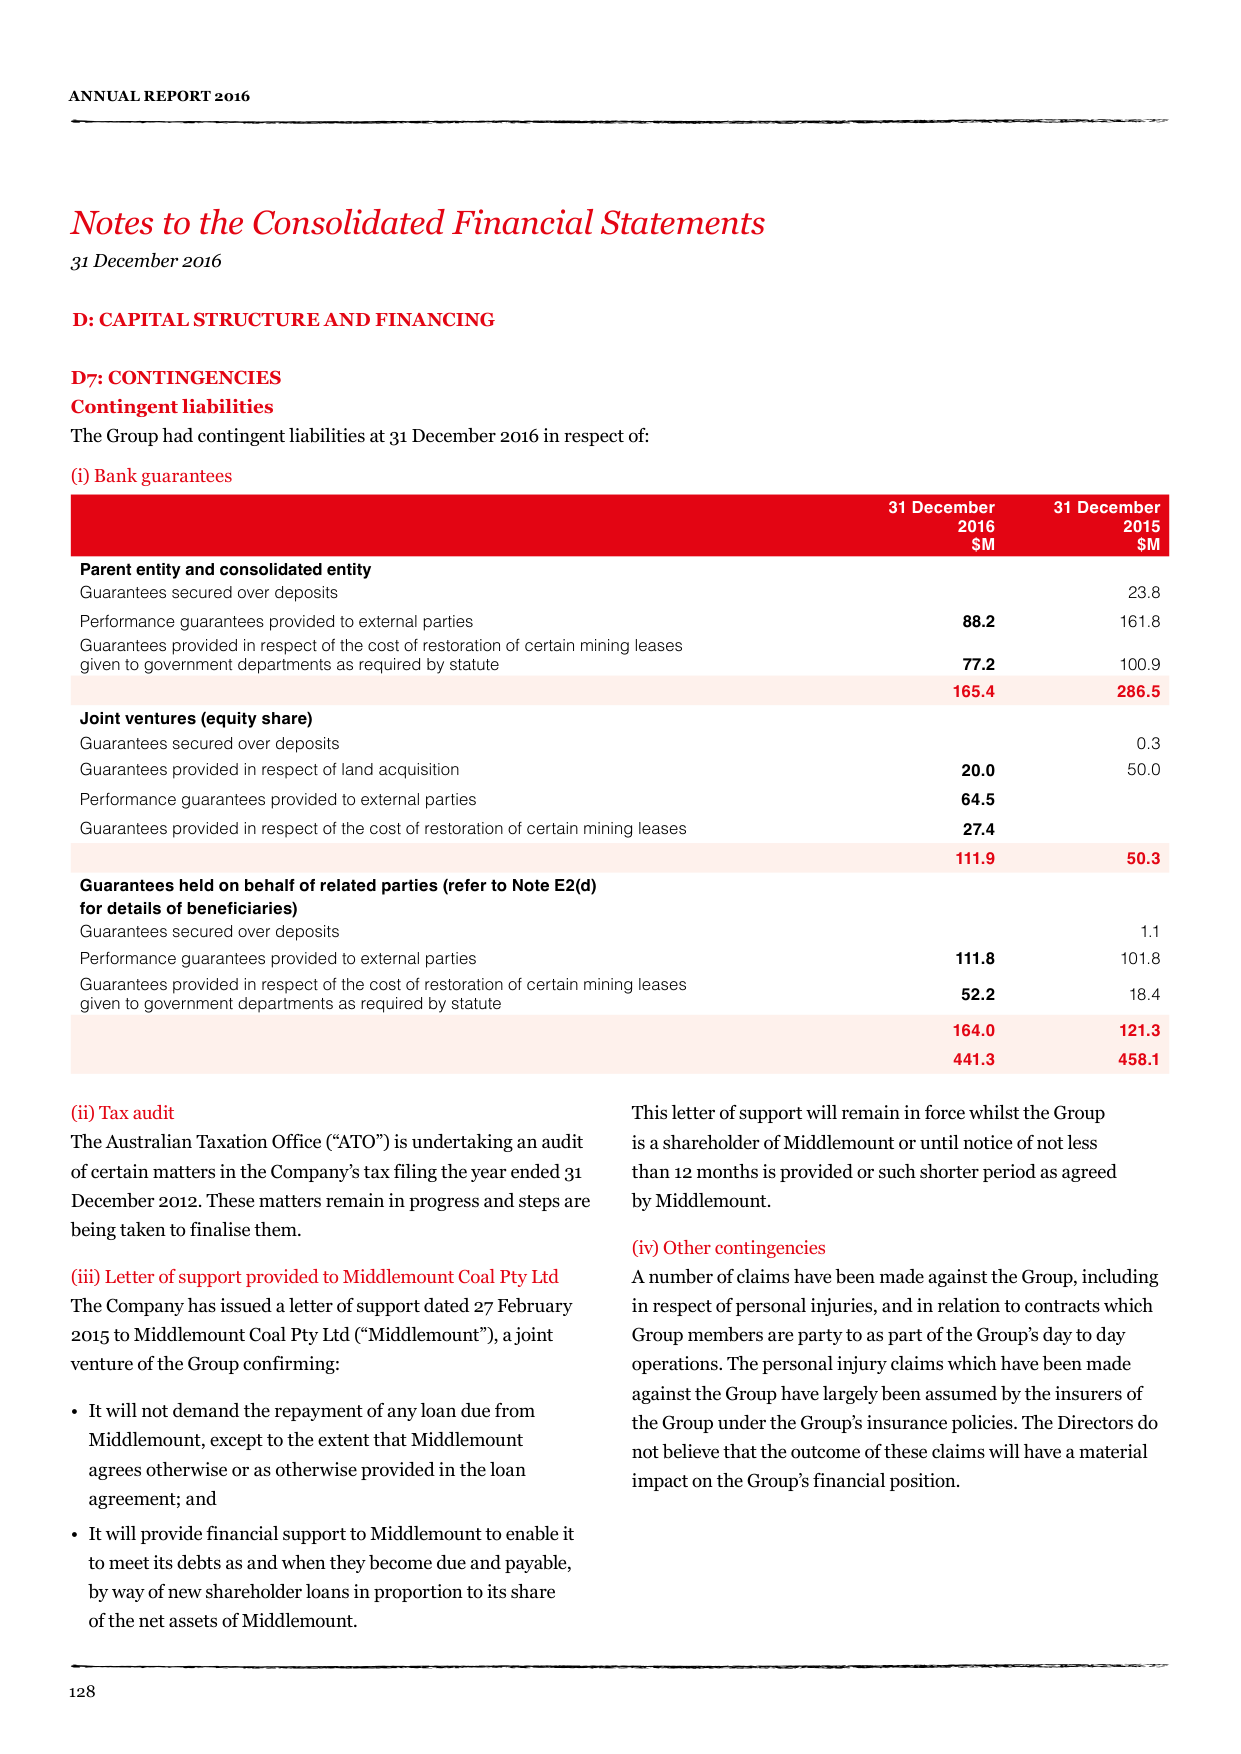 ANNUAL REPORT 2016
Notes to the Consolidated Financial Statements
31 December 2016
D: CAPITAL STRUCTURE AND FINANCING
D7: CONTINGENCIES
Contingent liabilities
The Group had contingent liabilities at 31 December 2016 in respect of:
(i) Bank guarantees
31 December 31 December
2016 2015
$M $M
Parent entity and consolidated entity
Guarantees secured over deposits 23.8
Performance guarantees provided to external parties 88.2 161.8
Guarantees provided in respect of the cost of restoration of certain mining leases
given to government departments as required by statute 77.2 100.9
165.4 286.5
Joint ventures (equity share)
Guarantees secured over deposits 0.3
Guarantees provided in respect of land acquisition 20.0 50.0
Performance guarantees provided to external parties 64.5
Guarantees provided in respect of the cost of restoration of certain mining leases 27.4
111.9 50.3
Guarantees held on behalf of related parties (refer to Note E2(d)
for details of beneficiaries)
Guarantees secured over deposits 1.1
Performance guarantees provided to external parties 111.8 101.8
Guarantees provided in respect of the cost of restoration of certain mining leases
given to government departments as required by statute 52.2 18.4
164.0 121.3
441.3 458.1
(ii) Tax audit
The Australian Taxation Office (“ATO”) is undertaking an audit
of certain matters in the Company’s tax filing the year ended 31
December 2012. These matters remain in progress and steps are
being taken to finalise them.
(iii) Letter of support provided to Middlemount Coal Pty Ltd
The Company has issued a letter of support dated 27 February
2015 to Middlemount Coal Pty Ltd (“Middlemount”), a joint
venture of the Group confirming:
• It will not demand the repayment of any loan due from
Middlemount, except to the extent that Middlemount
agrees otherwise or as otherwise provided in the loan
agreement; and
• It will provide financial support to Middlemount to enable it
to meet its debts as and when they become due and payable,
by way of new shareholder loans in proportion to its share
of the net assets of Middlemount.
This letter of support will remain in force whilst the Group
is a shareholder of Middlemount or until notice of not less
than 12 months is provided or such shorter period as agreed
by Middlemount.
(iv) Other contingencies
A number of claims have been made against the Group, including
in respect of personal injuries, and in relation to contracts which
Group members are party to as part of the Group’s day to day
operations. The personal injury claims which have been made
against the Group have largely been assumed by the insurers of
the Group under the Group’s insurance policies. The Directors do
not believe that the outcome of these claims will have a material
impact on the Group’s financial position.
128